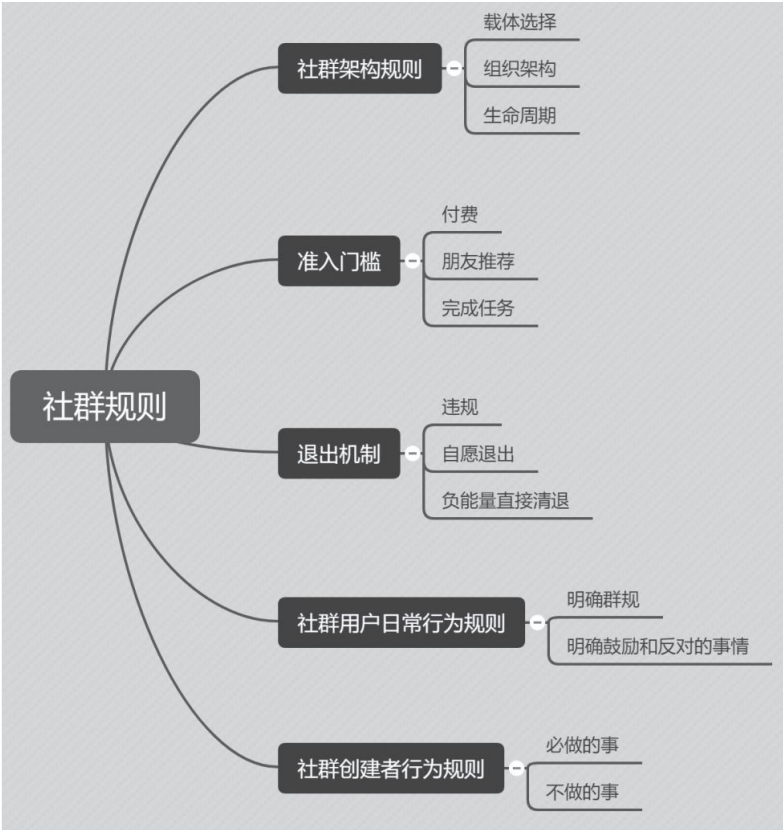 社群规则
社群架构规则
载体选择
组织架构
生命周期
准入门槛
付费
朋友推荐
完成任务
退出机制
违规
自愿退出
负能量直接清退
社群用户日常行为规则
明确群规
明确鼓励和反对的事情
社群创建者行为规则
必做的事
不做的事